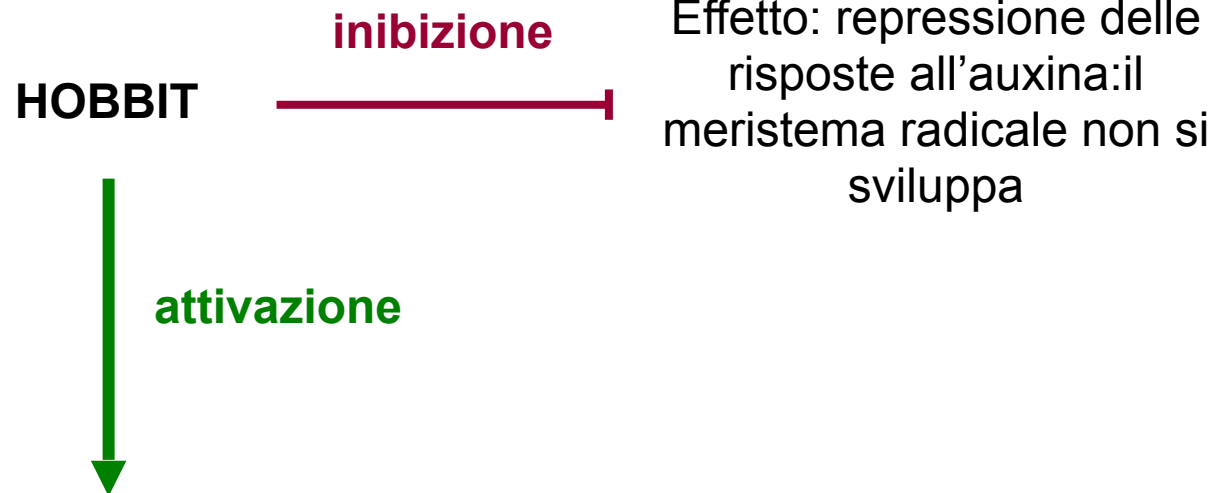 inibizione
HOBBIT
Effetto: repressione delle
risposte all’auxina:il
meristema radicale non si
sviluppa
attivazione